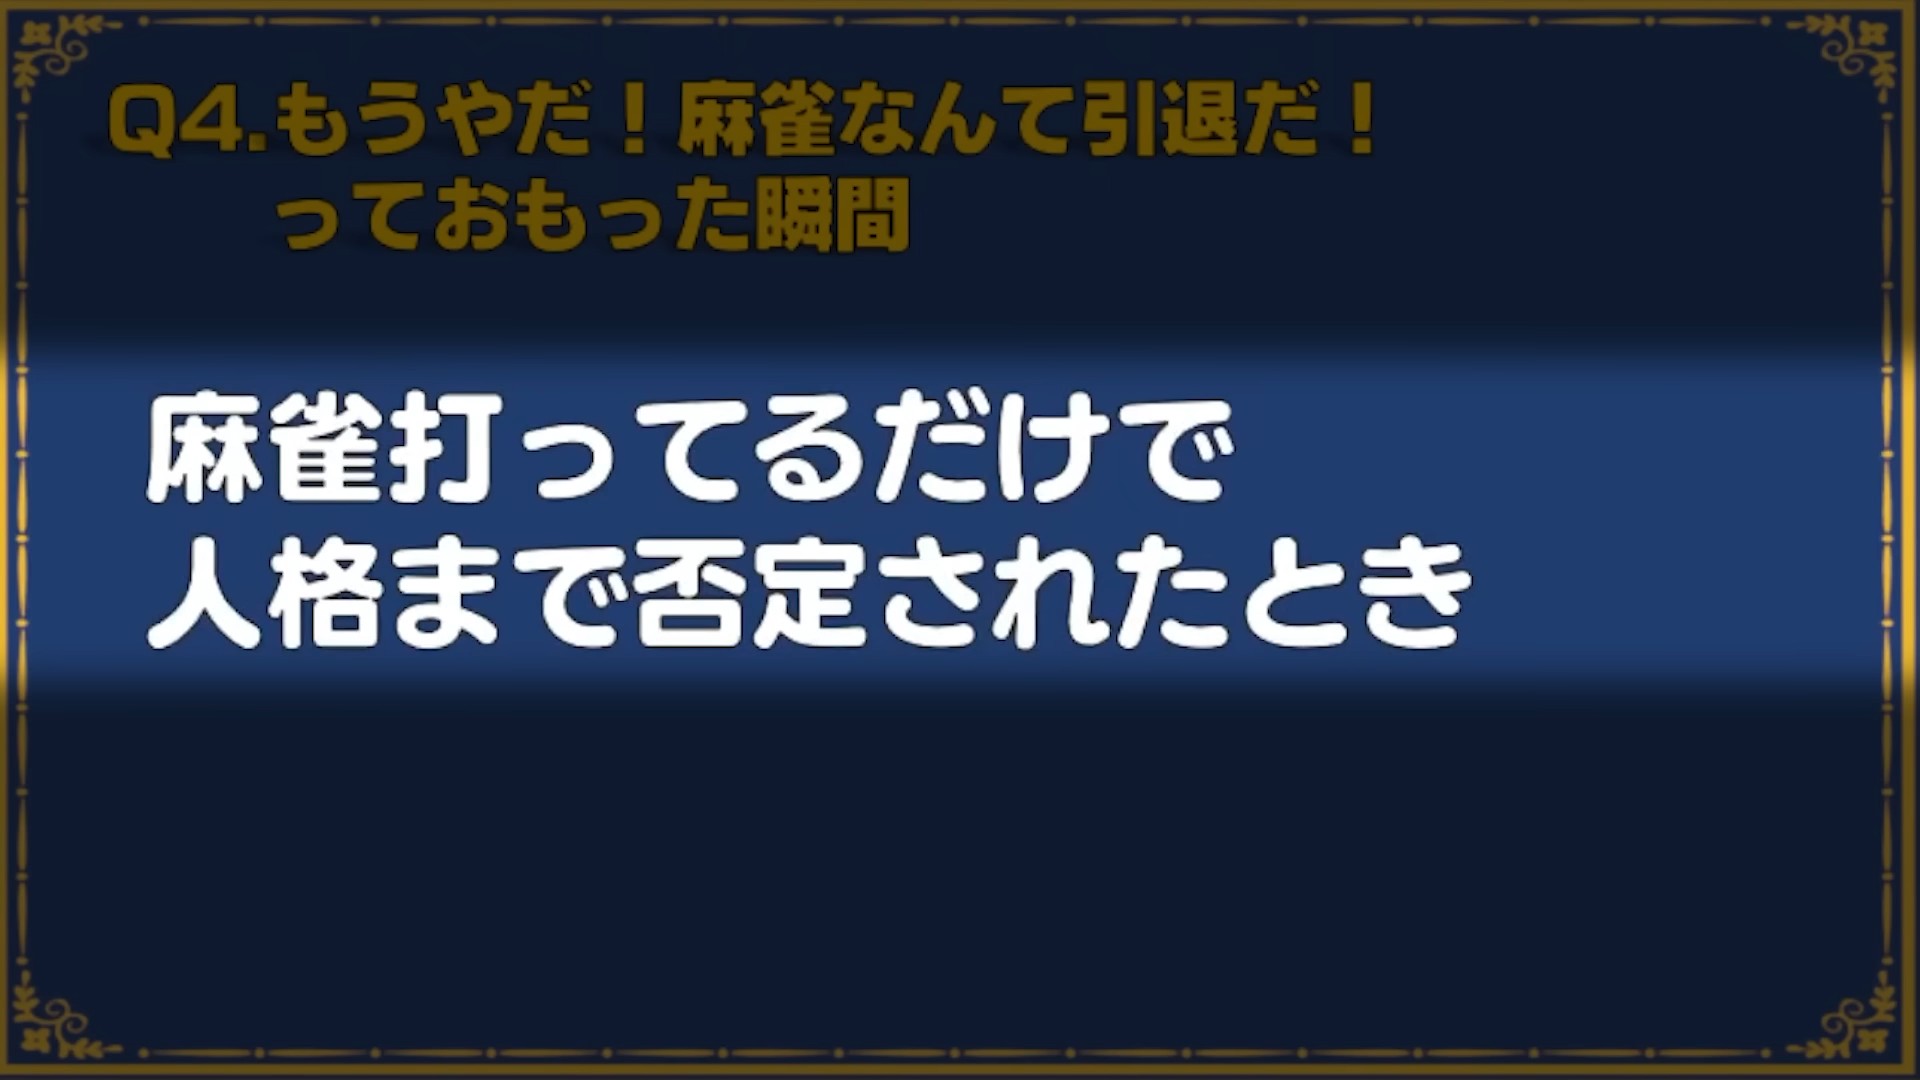 Q4.もうやだ！麻雀なんて引退だ！
っておもった瞬間
麻雀打ってるだけで
人格まで否定されたとき